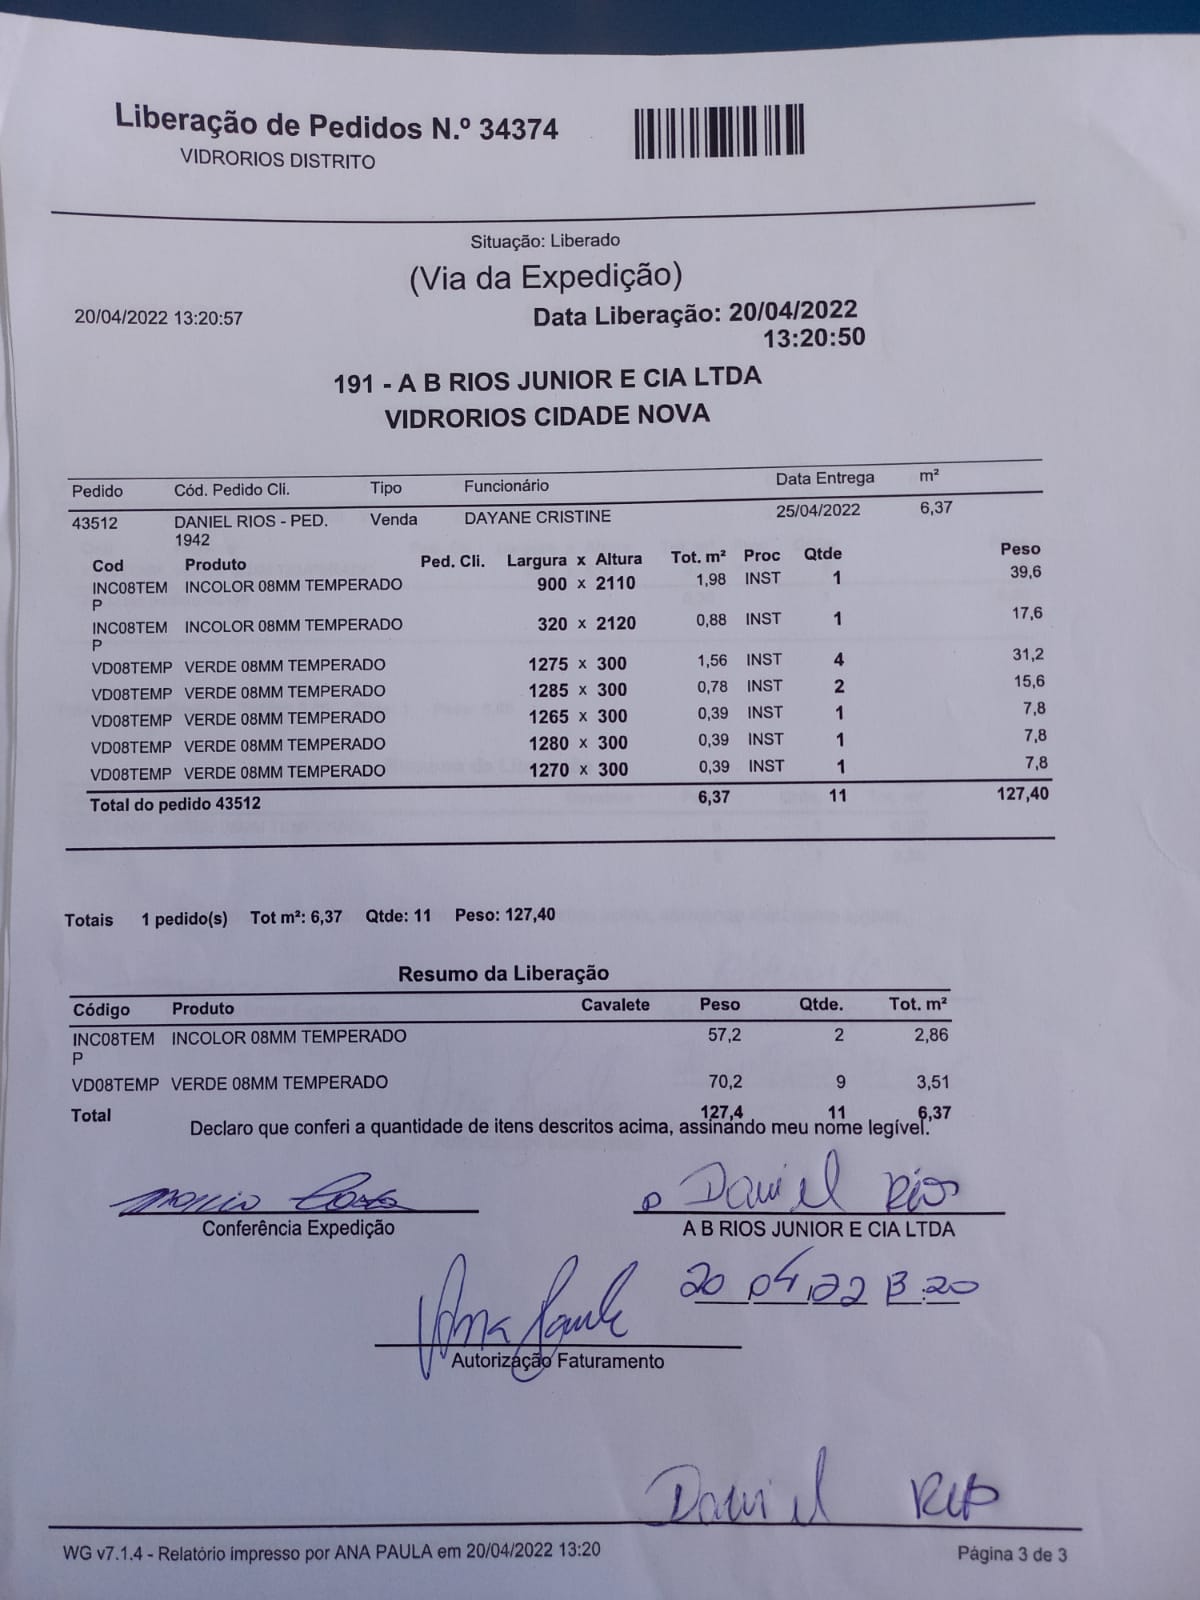 Liberação de Pedidos N.º 34374
VIDRORIOS DISTRITO
Situação: Liberado
(Via da Expedição)
20/04/2022 13:20:57
Data Liberação: 20/04/2022
13:20:50
191 - A B RIOS JUNIOR E CIA LTDA
VIDRORIOS CIDADE NOVA
Pedido Cód. Pedido Cli. Tipo Funcionário Data Entrega m²
43512 DANIEL RIOS - PED. Venda DAYANE CRISTINE 25/04/2022 6,37
1942
Cod Produto Ped. Cli. Largura x Altura Tot. m² Proc Qtde Peso
INC08TEM INCOLOR 08MM TEMPERADO 900 x 2110 1,98 INST 1 39,6
P
INC08TEM INCOLOR 08MM TEMPERADO 320 x 2120 0,88 INST 1 17,6
P
VD08TEMP VERDE 08MM TEMPERADO 1275 x 300 1,56 INST 4 31,2
VD08TEMP VERDE 08MM TEMPERADO 1285 x 300 0,78 INST 2 15,6
VD08TEMP VERDE 08MM TEMPERADO 1265 x 300 0,39 INST 1 7,8
VD08TEMP VERDE 08MM TEMPERADO 1280 x 300 0,39 INST 1 7,8
VD08TEMP VERDE 08MM TEMPERADO 1270 x 300 0,39 INST 1 7,8
Total do pedido 43512 6,37 11 127,40
Totais 1 pedido(s) Tot m²: 6,37 Qtde: 11 Peso: 127,40
Resumo da Liberação
Código Produto Cavalete Peso Qtde. Tot. m²
INC08TEM INCOLOR 08MM TEMPERADO 57,2 2 2,86
P
VD08TEMP VERDE 08MM TEMPERADO 70,2 9 3,51
Total 127,4 11 6,37
Declaro que conferi a quantidade de itens descritos acima, assinando meu nome legível.
Daniel Rios
Conferência Expedição A B RIOS JUNIOR E CIA LTDA
20 04 22 13:20
Ana Paula
Autorização Faturamento
Daniel Rios
WG v7.1.4 - Relatório impresso por ANA PAULA em 20/04/2022 13:20 Página 3 de 3